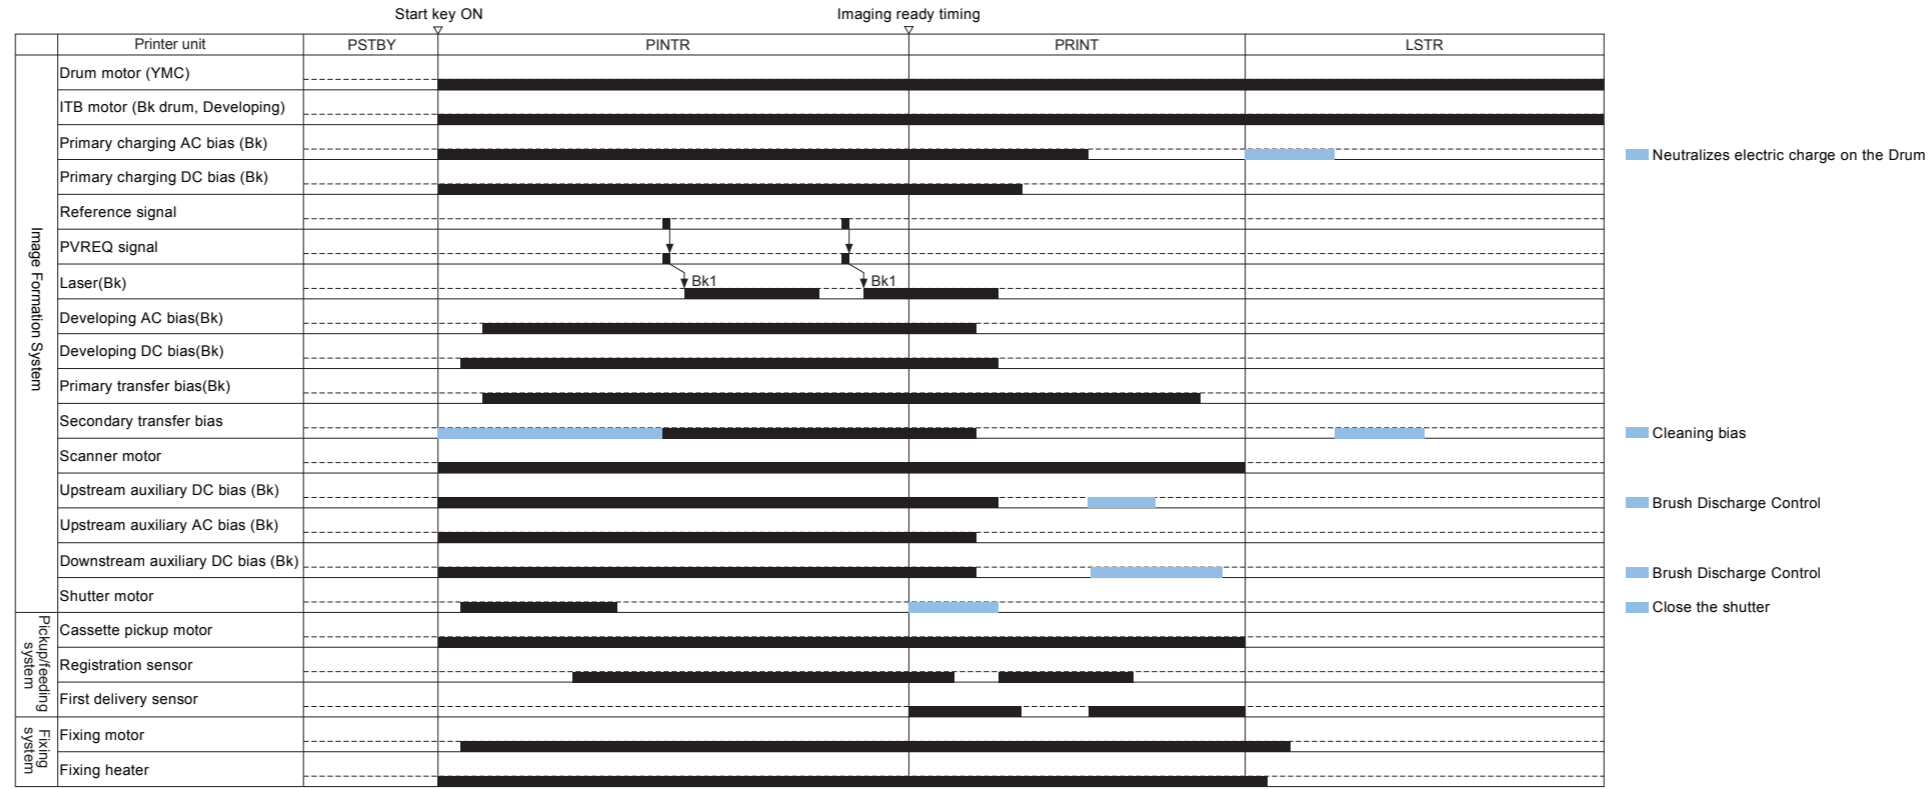 Start key ON
Imaging ready timing
Printer unit
PSTBY
PINTR
PRINT
LSTR
Image Formation System
Drum motor (YMC)
ITB motor (Bk drum, Developing)
Primary charging AC bias (Bk)
Neutralizes electric charge on the Drum
Primary charging DC bias (Bk)
Reference signal
PVREQ signal
Laser(Bk)
Bk1
Bk1
Developing AC bias(Bk)
Developing DC bias(Bk)
Primary transfer bias(Bk)
Secondary transfer bias
Cleaning bias
Scanner motor
Upstream auxiliary DC bias (Bk)
Brush Discharge Control
Upstream auxiliary AC bias (Bk)
Downstream auxiliary DC bias (Bk)
Brush Discharge Control
Shutter motor
Close the shutter
Pickup/feeding
system
Cassette pickup motor
Registration sensor
First delivery sensor
Fixing
system
Fixing motor
Fixing heater